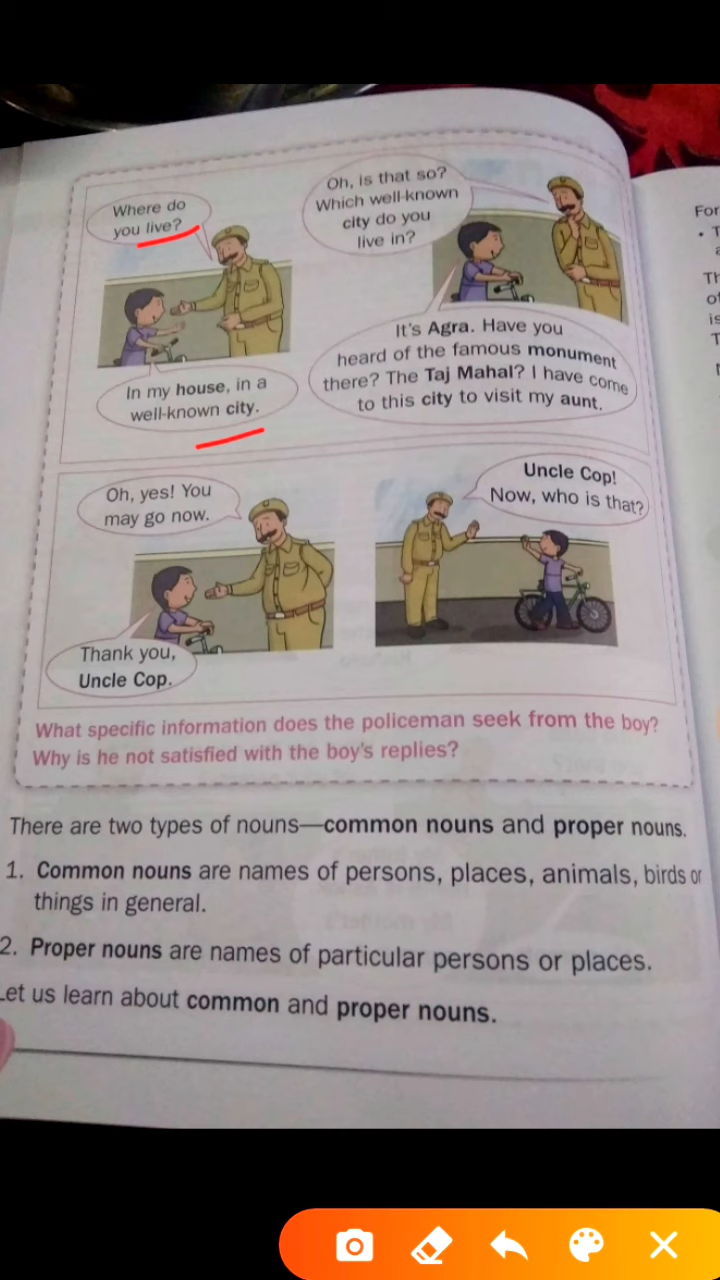 Where do
you live?
In my house, in a
well-known city.
Oh, is that so?
Which well-known
city do you
live in?
It's Agra. Have you
heard of the famous monument
there? The Taj Mahal? I have come
to this city to visit my aunt.
Oh, yes! You
may go now.
Thank you,
Uncle Cop.
Uncle Cop!
Now, who is that?
What specific information does the policeman seek from the boy?
Why is he not satisfied with the boy's replies?
There are two types of nouns—common nouns and proper nouns.
1. Common nouns are names of persons, places, animals, birds or
things in general.
2. Proper nouns are names of particular persons or places.
Let us learn about common and proper nouns.
For